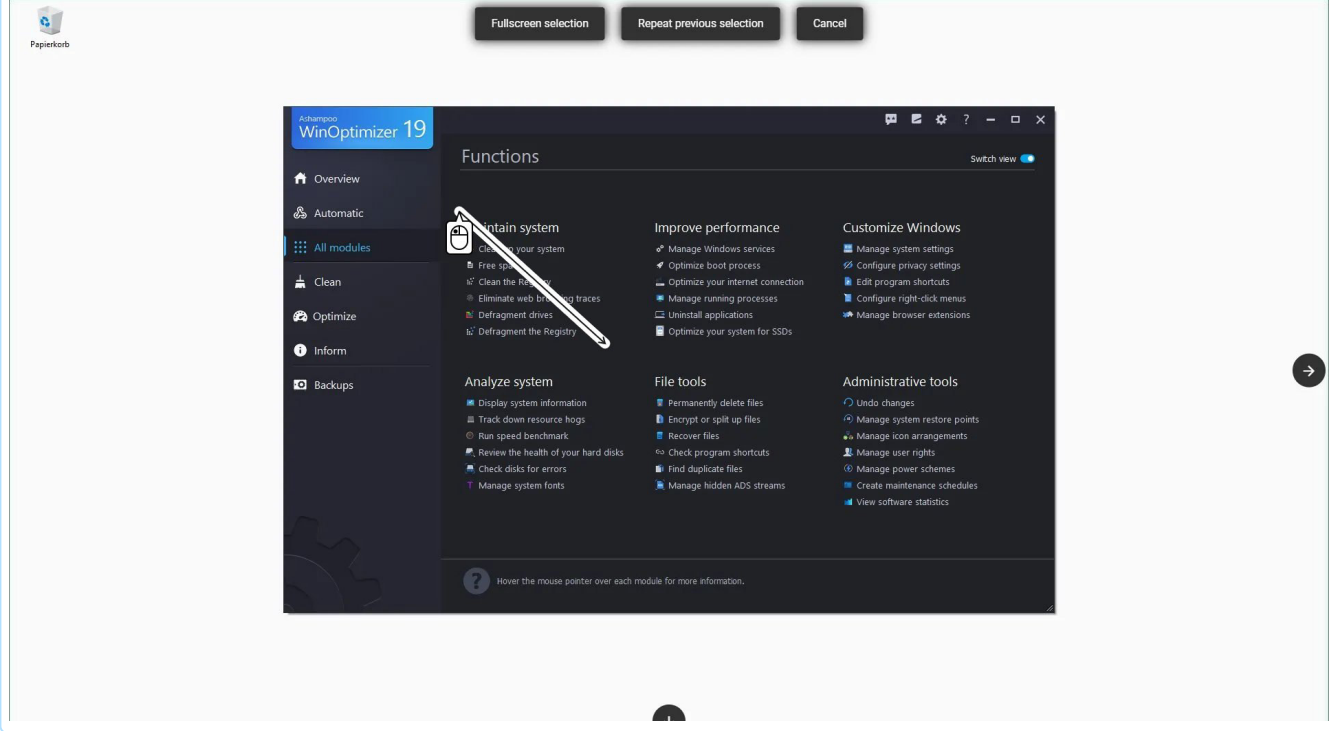 Fullscreen selection
Repeat previous selection
Cancel
Papierkorb
Ashampoo
WinOptimizer 19
Functions
Switch view
Overview
Automatic
All modules
Clean
Optimize
Inform
Backups
system
your system
Free
Clean the
Eliminate web traces
Defragment drives
Defragment the Registry
Improve performance
Manage Windows services
Optimize boot process
Optimize your internet connection
Manage running processes
Uninstall applications
Optimize your system for SSDs
Customize Windows
Manage system settings
Configure privacy settings
Edit program shortcuts
Configure right-click menus
Manage browser extensions
Analyze system
Display system information
Track down resource hogs
Run speed benchmark
Review the health of your hard disks
Check disks for errors
Manage system fonts
File tools
Permanently delete files
Encrypt or split up files
Recover files
Check program shortcuts
Find duplicate files
Manage hidden ADS streams
Administrative tools
Undo changes
Manage system restore points
Manage icon arrangements
Manage user rights
Manage power schemes
Create maintenance schedules
View software statistics
Hover the mouse pointer over each module for more information.